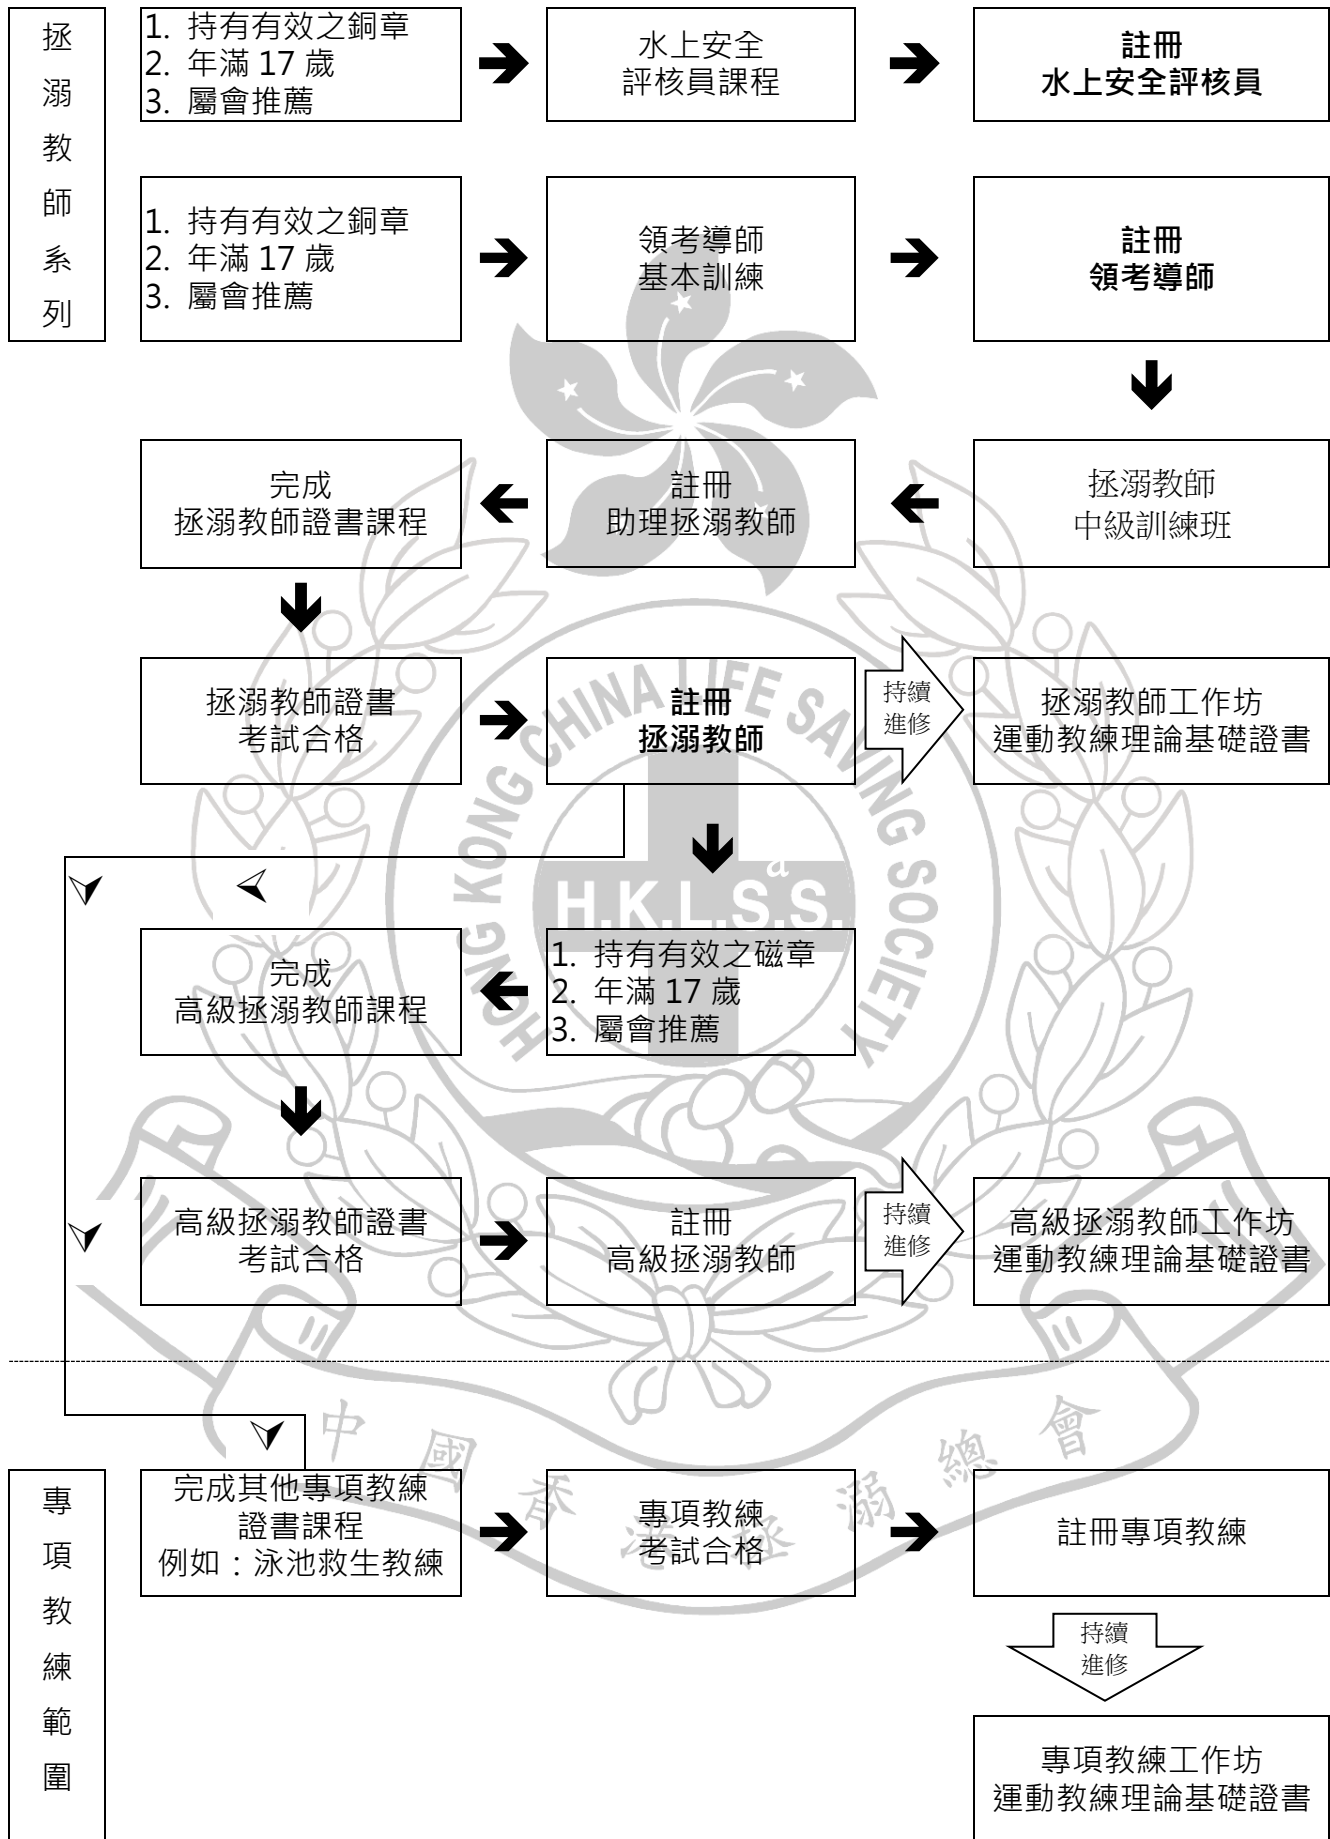 拯溺教師系列
1. 持有有效之銅章
2. 年滿 17 歲
3. 屬會推薦
水上安全
評核員課程
註冊
水上安全評核員
1. 持有有效之銅章
2. 年滿 17 歲
3. 屬會推薦
領考導師
基本訓練
註冊
領考導師
拯溺教師
中級訓練班
註冊
助理拯溺教師
完成
拯溺教師證書課程
拯溺教師證書
考試合格
註冊
拯溺教師
持續
進修
拯溺教師工作坊
運動教練理論基礎證書
1. 持有有效之磁章
2. 年滿 17 歲
3. 屬會推薦
完成
高級拯溺教師課程
高級拯溺教師證書
考試合格
註冊
高級拯溺教師
持續
進修
高級拯溺教師工作坊
運動教練理論基礎證書
專項教練範圍
完成其他專項教練
證書課程
例如：泳池救生教練
專項教練
考試合格
註冊專項教練
持續
進修
專項教練工作坊
運動教練理論基礎證書
HONG KONG CHINA LIFE SAVING SOCIETY
a
H.K.L.S.S.
中國香港拯溺總會